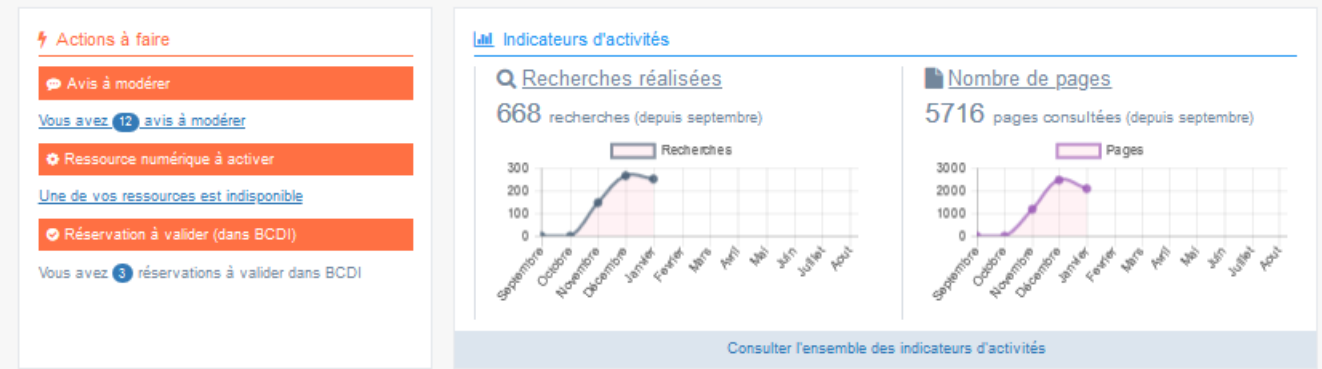 Actions à faire
Avis à modérer
Vous avez 12 avis à modérer
Ressource numérique à activer
Une de vos ressources est indisponible
Réservation à valider (dans BCDI)
Vous avez 3 réservations à valider dans BCDI
Indicateurs d'activités
Recherches réalisées
668 recherches (depuis septembre)
Recherches
300
200
100
0
Septembre
Octobre
Novembre
Décembre
Janvier
Fevrier
Mars
Avril
Mai
Juin
Juillet
Aout
Nombre de pages
5716 pages consultées (depuis septembre)
Pages
3000
2000
1000
0
Septembre
Octobre
Novembre
Décembre
Janvier
Fevrier
Mars
Avril
Mai
Juin
Juillet
Aout
Consulter l'ensemble des indicateurs d'activités